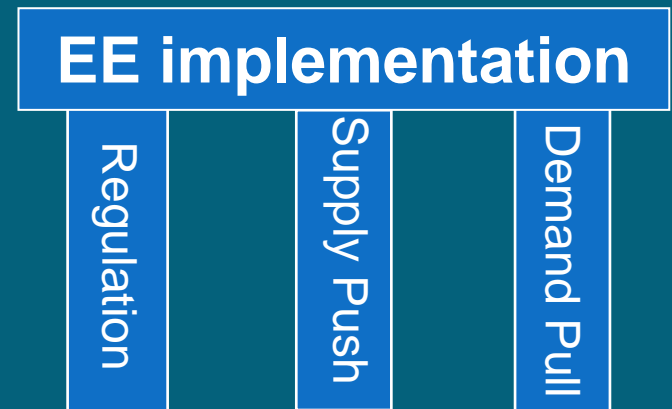 EE implementation
Regulation
Supply Push
Demand Pull